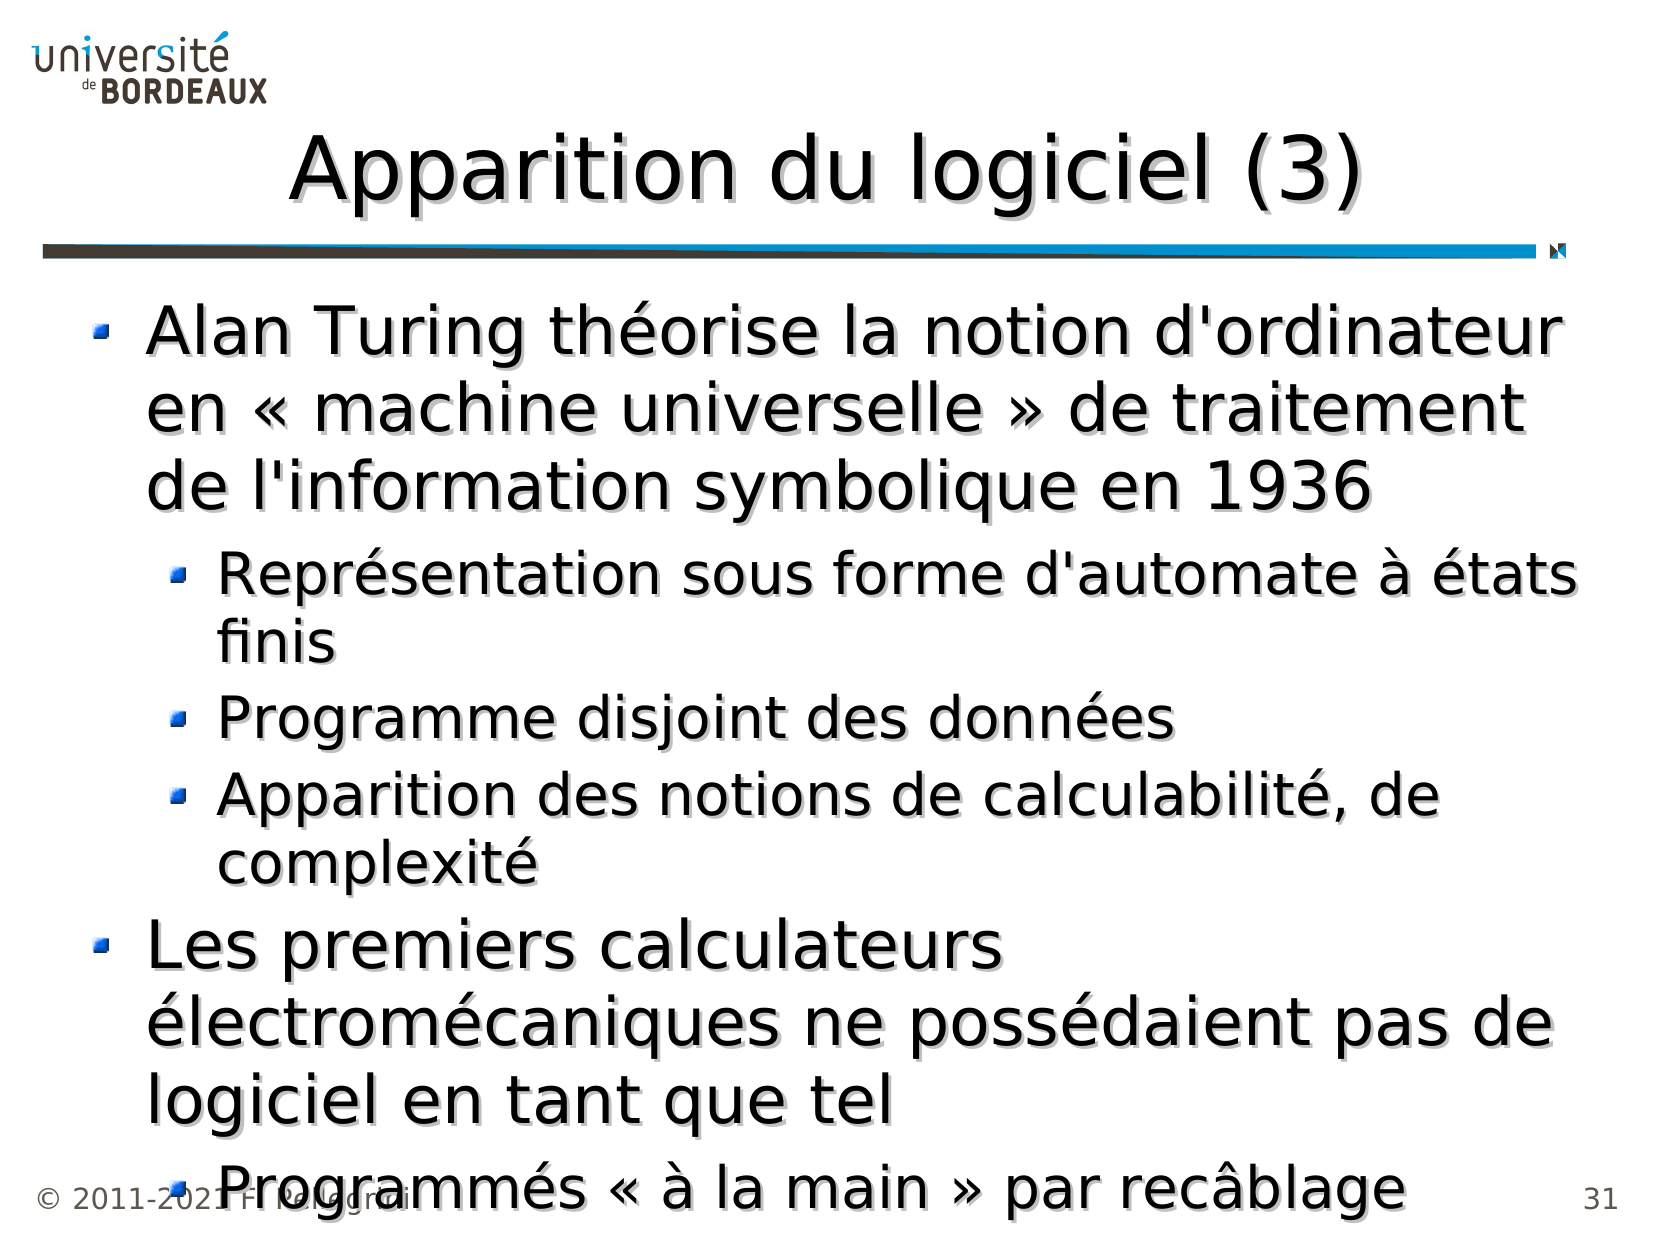 université
de BORDEAUX
Apparition du logiciel (3)
Alan Turing théorise la notion d'ordinateur
en « machine universelle » de traitement
de l'information symbolique en 1936
Représentation sous forme d'automate à états
finis
Programme disjoint des données
Apparition des notions de calculabilité, de
complexité
Les premiers calculateurs
électromécaniques ne possédaient pas de
logiciel en tant que tel
Programmés « à la main » par recâblage
© 2011-2021 F. Pellegrini
31